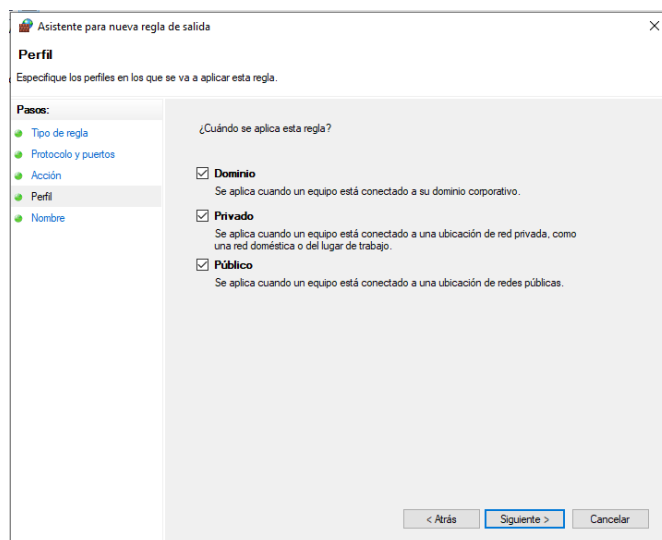 Asistente para nueva regla de salida
Perfil
Especifique los perfiles en los que se va a aplicar esta regla.
Pasos:
Tipo de regla
Protocolo y puertos
Acción
Perfil
Nombre
¿Cuándo se aplica esta regla?
Dominio
Se aplica cuando un equipo está conectado a su dominio corporativo.
Privado
Se aplica cuando un equipo está conectado a una ubicación de red privada, como
una red doméstica o del lugar de trabajo.
Público
Se aplica cuando un equipo está conectado a una ubicación de redes públicas.
< Atrás
Siguiente >
Cancelar